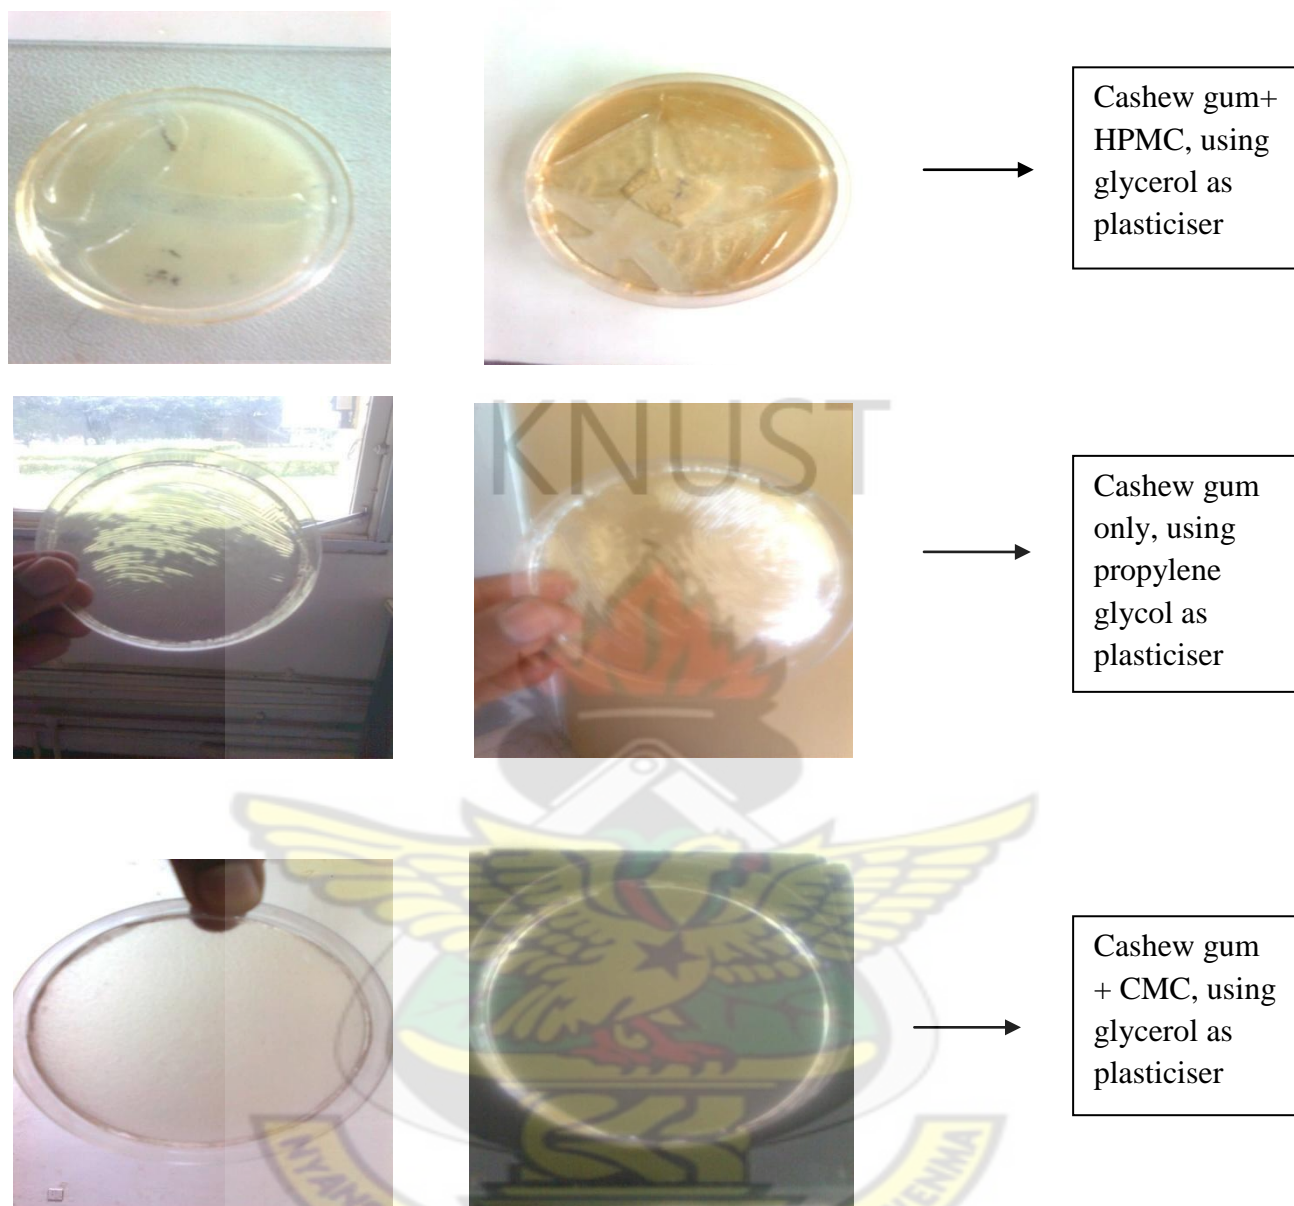 Cashew gum+
HPMC, using
glycerol as
plasticiser
KNUST
Cashew gum
only, using
propylene
glycol as
plasticiser
Cashew gum
+ CMC, using
glycerol as
plasticiser